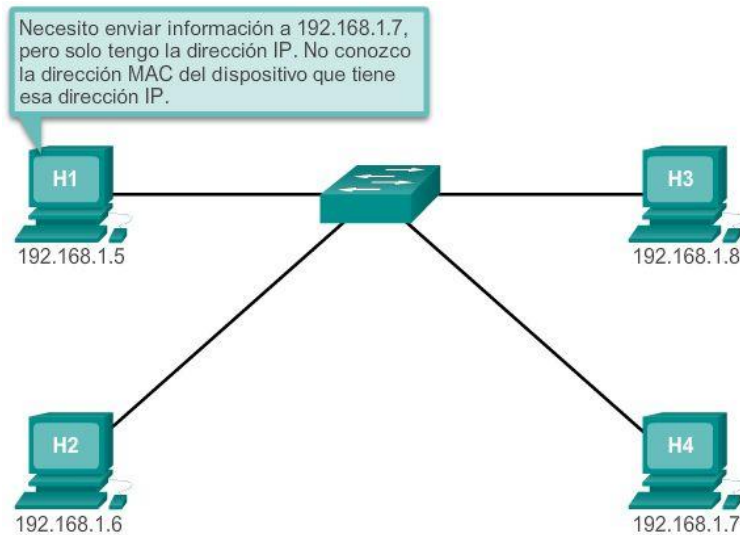 Necesito enviar información a 192.168.1.7,
pero solo tengo la dirección IP. No conozco
la dirección MAC del dispositivo que tiene
esa dirección IP.
H1
192.168.1.5
H3
192.168.1.8
H2
192.168.1.6
H4
192.168.1.7